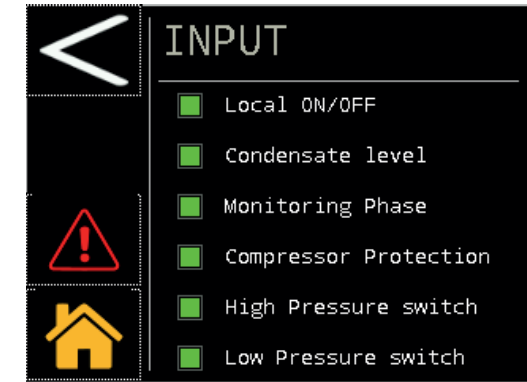 INPUT
Local ON/OFF
Condensate level
Monitoring Phase
Compressor Protection
High Pressure switch
Low Pressure switch